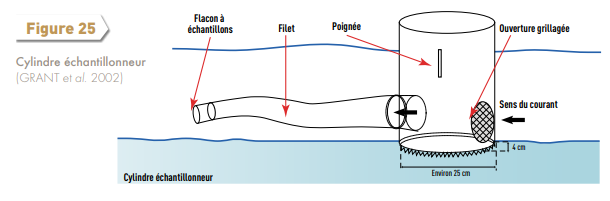 Figure 25
Cylindre échantillonneur
(GRANT et al. 2002)
Flacon à
échantillons
Filet
Poignée
Ouverture grillagée
Sens du courant
4 cm
Environ 25 cm
Cylindre échantillonneur